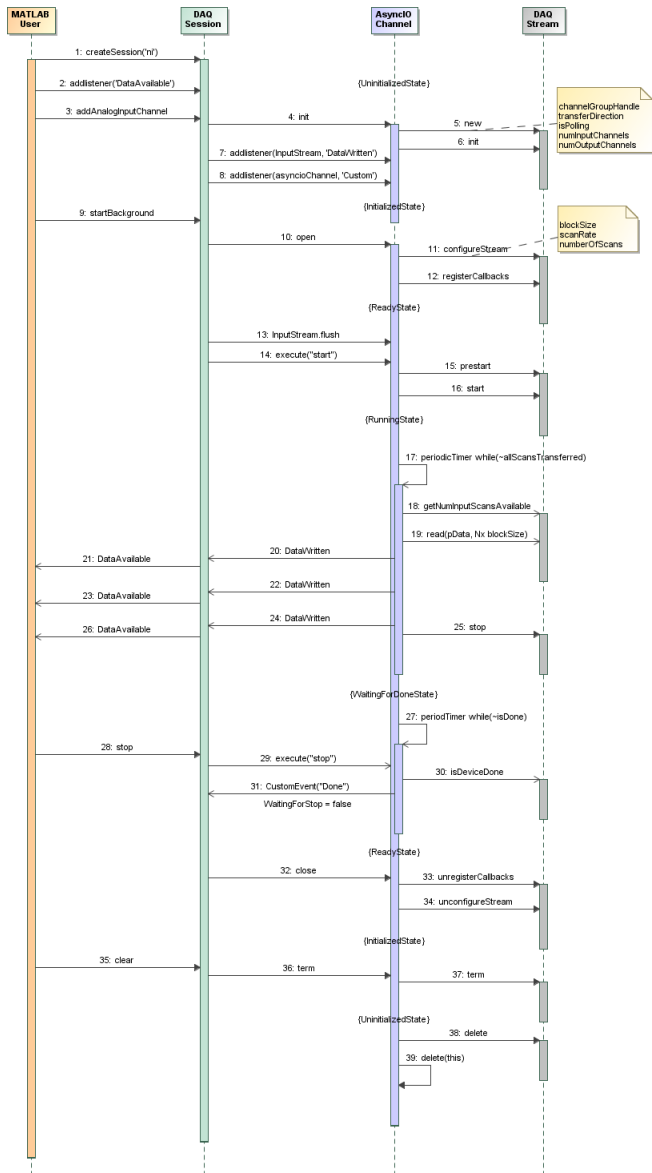 MATLAB
User
DAQ
Session
AsyncIO
Channel
DAQ
Stream
1: createSession('ni')
2: addlistener('DataAvailable')
{UninitializedState}
3: addAnalogInputChannel
channelGroupHandle
transferDirection
isPolling
numInputChannels
numOutputChannels
4: init
5: new
6: init
7: addlistener(InputStream, 'DataWritten')
8: addlistener(asyncioChannel, 'Custom')
{InitializedState}
9: startBackground
blockSize
scanRate
numberOfScans
10: open
11: configureStream
12: registerCallbacks
{ReadyState}
13: InputStream.flush
14: execute("start")
15: prestart
16: start
{RunningState}
17: periodicTimer while(~allScansTransferred)
18: getNumInputScansAvailable
19: read(pData, Nx blockSize)
20: DataWritten
21: DataAvailable
22: DataWritten
23: DataAvailable
24: DataWritten
25: stop
26: DataAvailable
{WaitingForDoneState}
27: periodTimer while(~isDone)
28: stop
29: execute("stop")
30: isDeviceDone
31: CustomEvent("Done")
WaitingForStop = false
{ReadyState}
32: close
33: unregisterCallbacks
34: unconfigureStream
{InitializedState}
35: clear
36: term
37: term
{UninitializedState}
38: delete
39: delete(this)